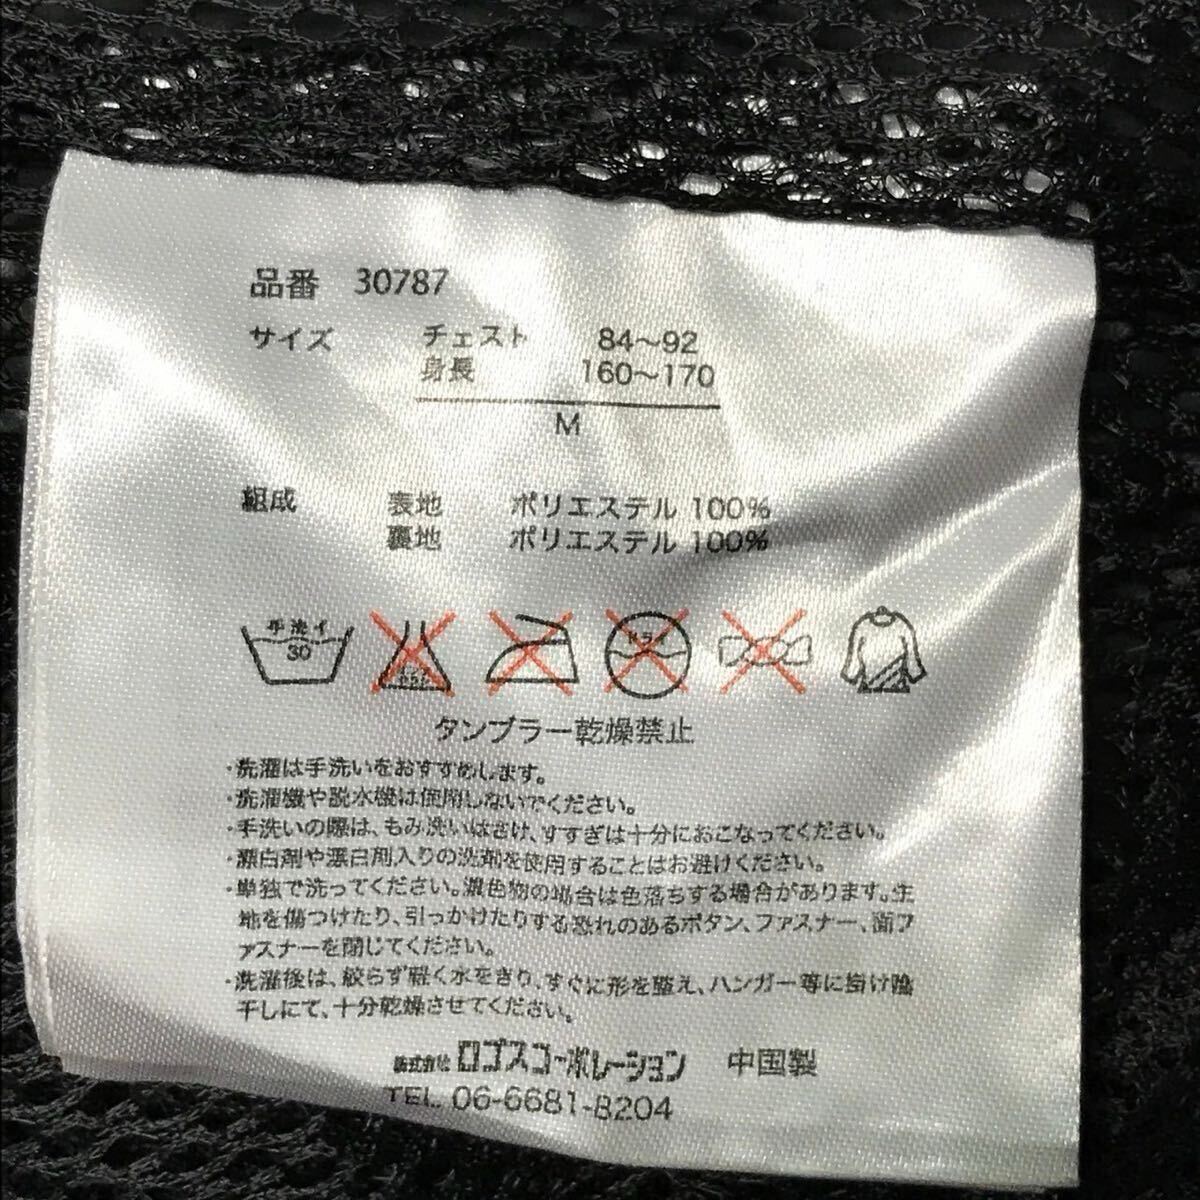 品番 30787
サイズ チェスト 84～92
身長 160～170
M
組成 表地 ポリエステル 100%
裏地 ポリエステル 100%
手洗イ
30
ドライ
タンブラー乾燥禁止
・洗濯は手洗いをおすすめします。
・洗濯機や脱水機は使用しないでください。
・手洗いの際は、もみ洗いはさけ、すすぎは十分におこなってください。
・漂白剤や漂白剤入りの洗剤を使用することはお避けください。
・単独で洗ってください。濃色物の場合は色落ちする場合があります。生
地を傷つけたり、引っかけたりする恐れのあるボタン、ファスナー、面フ
ァスナーを閉じてください。
・洗濯後は、絞らず軽く水をきり、すぐに形を整え、ハンガー等に掛け陰
干しにて、十分乾燥させてください。
株式会社 ロゴスコーポレーション 中国製
TEL. 06-6681-8204